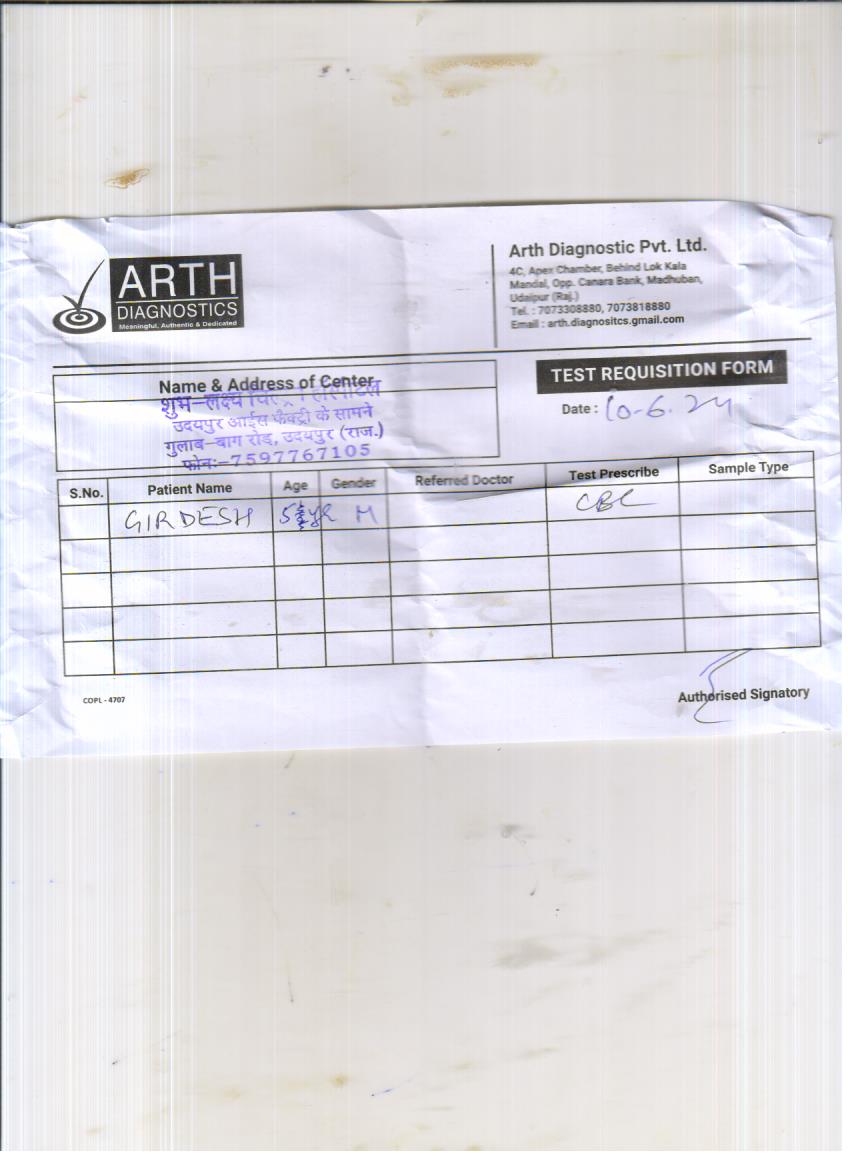 ARTH
DIAGNOSTICS
Meaningful, Authentic & Dedicated
Arth Diagnostic Pvt. Ltd.
4C, Apex Chamber, Behind Lok Kala
Mandal, Opp. Canara Bank, Madhuban,
Udaipur (Raj.)
Tel. : 7073308880, 7073818880
Email : arth.diagnositcs.gmail.com
Name & Address of Center
शुभ-लक्ष्य
उदयपुर आईल फैक्ट्री के सामने
गुलाब-बाग रोड़, उदयपुर (राज.)
फोन:-7597767105
TEST REQUISITION FORM
Date : 10-6.24
S.No. Patient Name Age Gender Referred Doctor Test Prescribe Sample Type
GIRDESH M CBC
COPL - 4707
Authorised Signatory